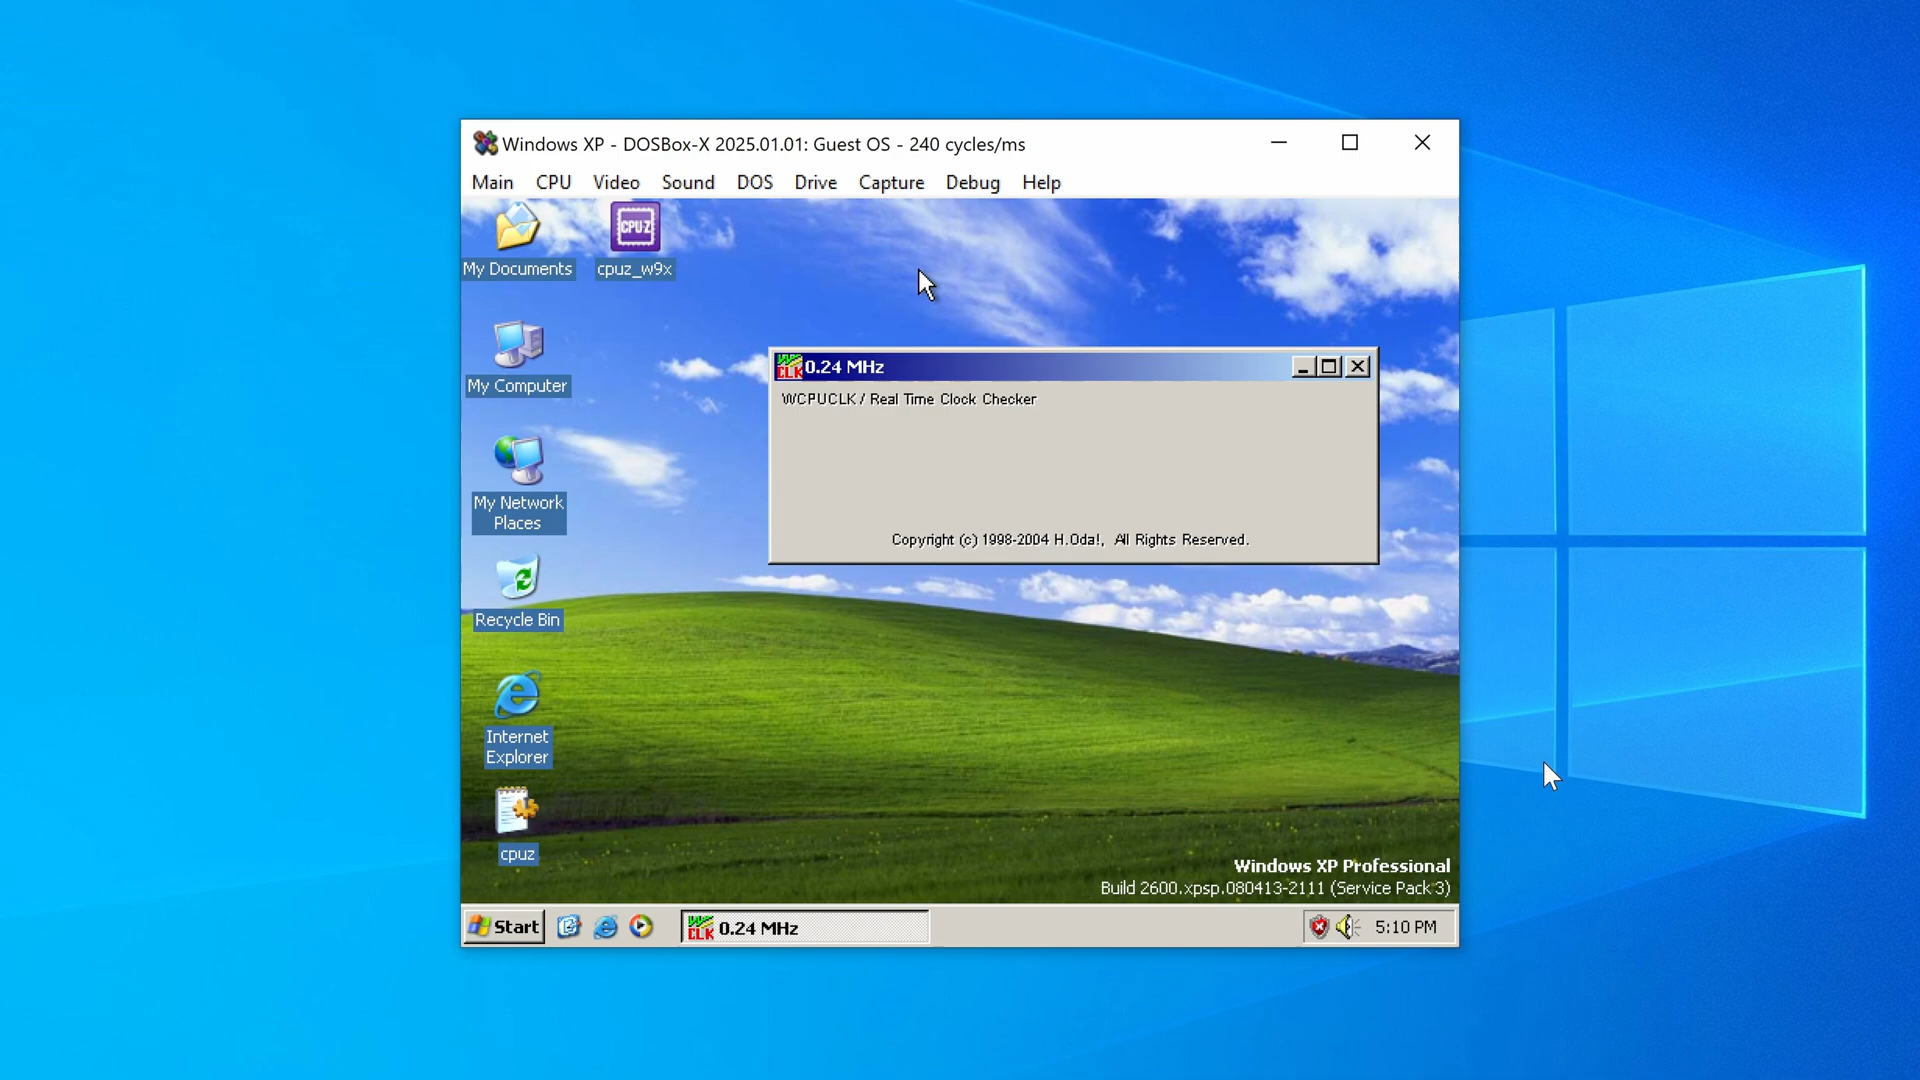 Windows XP - DOSBox-X 2025.01.01: Guest OS - 240 cycles/ms
Main CPU Video Sound DOS Drive Capture Debug Help
CPU-Z
My Documents
cpuz_w9x
My Computer
My Network
Places
Recycle Bin
Internet
Explorer
cpuz
CLK
0.24 MHz
WCPUCLK / Real Time Clock Checker
Copyright (c) 1998-2004 H.Oda!, All Rights Reserved.
Windows XP Professional
Build 2600.xpsp.080413-2111 (Service Pack 3)
Start
CLK
0.24 MHz
5:10 PM